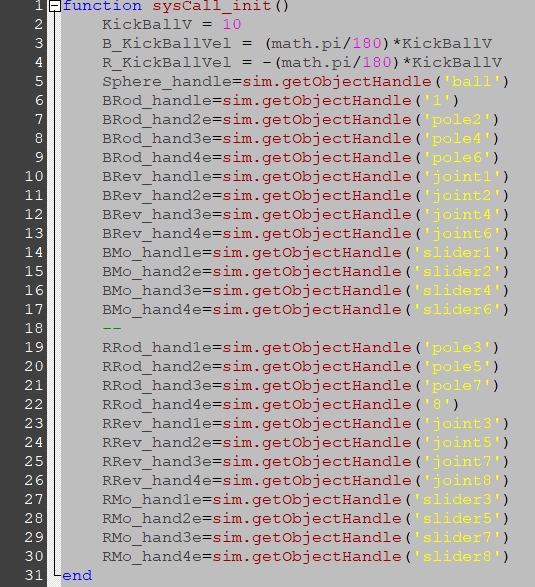 1 function sysCall_init()
2 KickBallV = 10
3 B_KickBallVel = (math.pi/180)*KickBallV
4 R_KickBallVel = -(math.pi/180)*KickBallV
5 Sphere_handle=sim.getObjectHandle('ball')
6 BRod_handle=sim.getObjectHandle('1')
7 BRod_hand2e=sim.getObjectHandle('pole2')
8 BRod_hand3e=sim.getObjectHandle('pole4')
9 BRod_hand4e=sim.getObjectHandle('pole6')
10 BRev_handle=sim.getObjectHandle('joint1')
11 BRev_hand2e=sim.getObjectHandle('joint2')
12 BRev_hand3e=sim.getObjectHandle('joint4')
13 BRev_hand4e=sim.getObjectHandle('joint6')
14 BMo_handle=sim.getObjectHandle('slider1')
15 BMo_hand2e=sim.getObjectHandle('slider2')
16 BMo_hand3e=sim.getObjectHandle('slider4')
17 BMo_hand4e=sim.getObjectHandle('slider6')
18 --
19 RRod_hand1e=sim.getObjectHandle('pole3')
20 RRod_hand2e=sim.getObjectHandle('pole5')
21 RRod_hand3e=sim.getObjectHandle('pole7')
22 RRod_hand4e=sim.getObjectHandle('8')
23 RRev_hand1e=sim.getObjectHandle('joint3')
24 RRev_hand2e=sim.getObjectHandle('joint5')
25 RRev_hand3e=sim.getObjectHandle('joint7')
26 RRev_hand4e=sim.getObjectHandle('joint8')
27 RMo_hand1e=sim.getObjectHandle('slider3')
28 RMo_hand2e=sim.getObjectHandle('slider5')
29 RMo_hand3e=sim.getObjectHandle('slider7')
30 RMo_hand4e=sim.getObjectHandle('slider8')
31 end